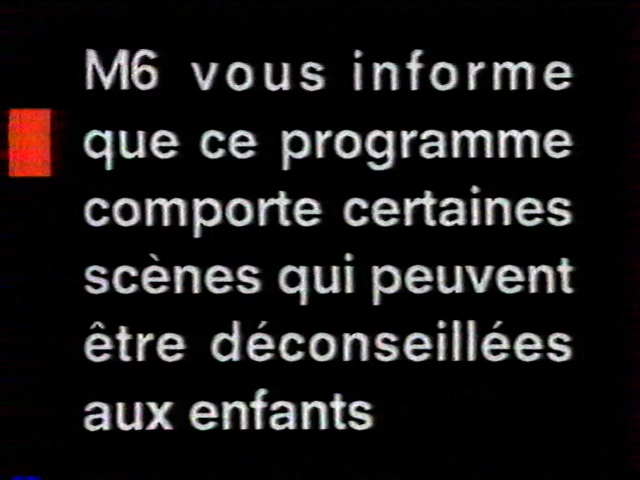 M6 vous informe
que ce programme
comporte certaines
scènes qui peuvent
être déconseillées
aux enfants